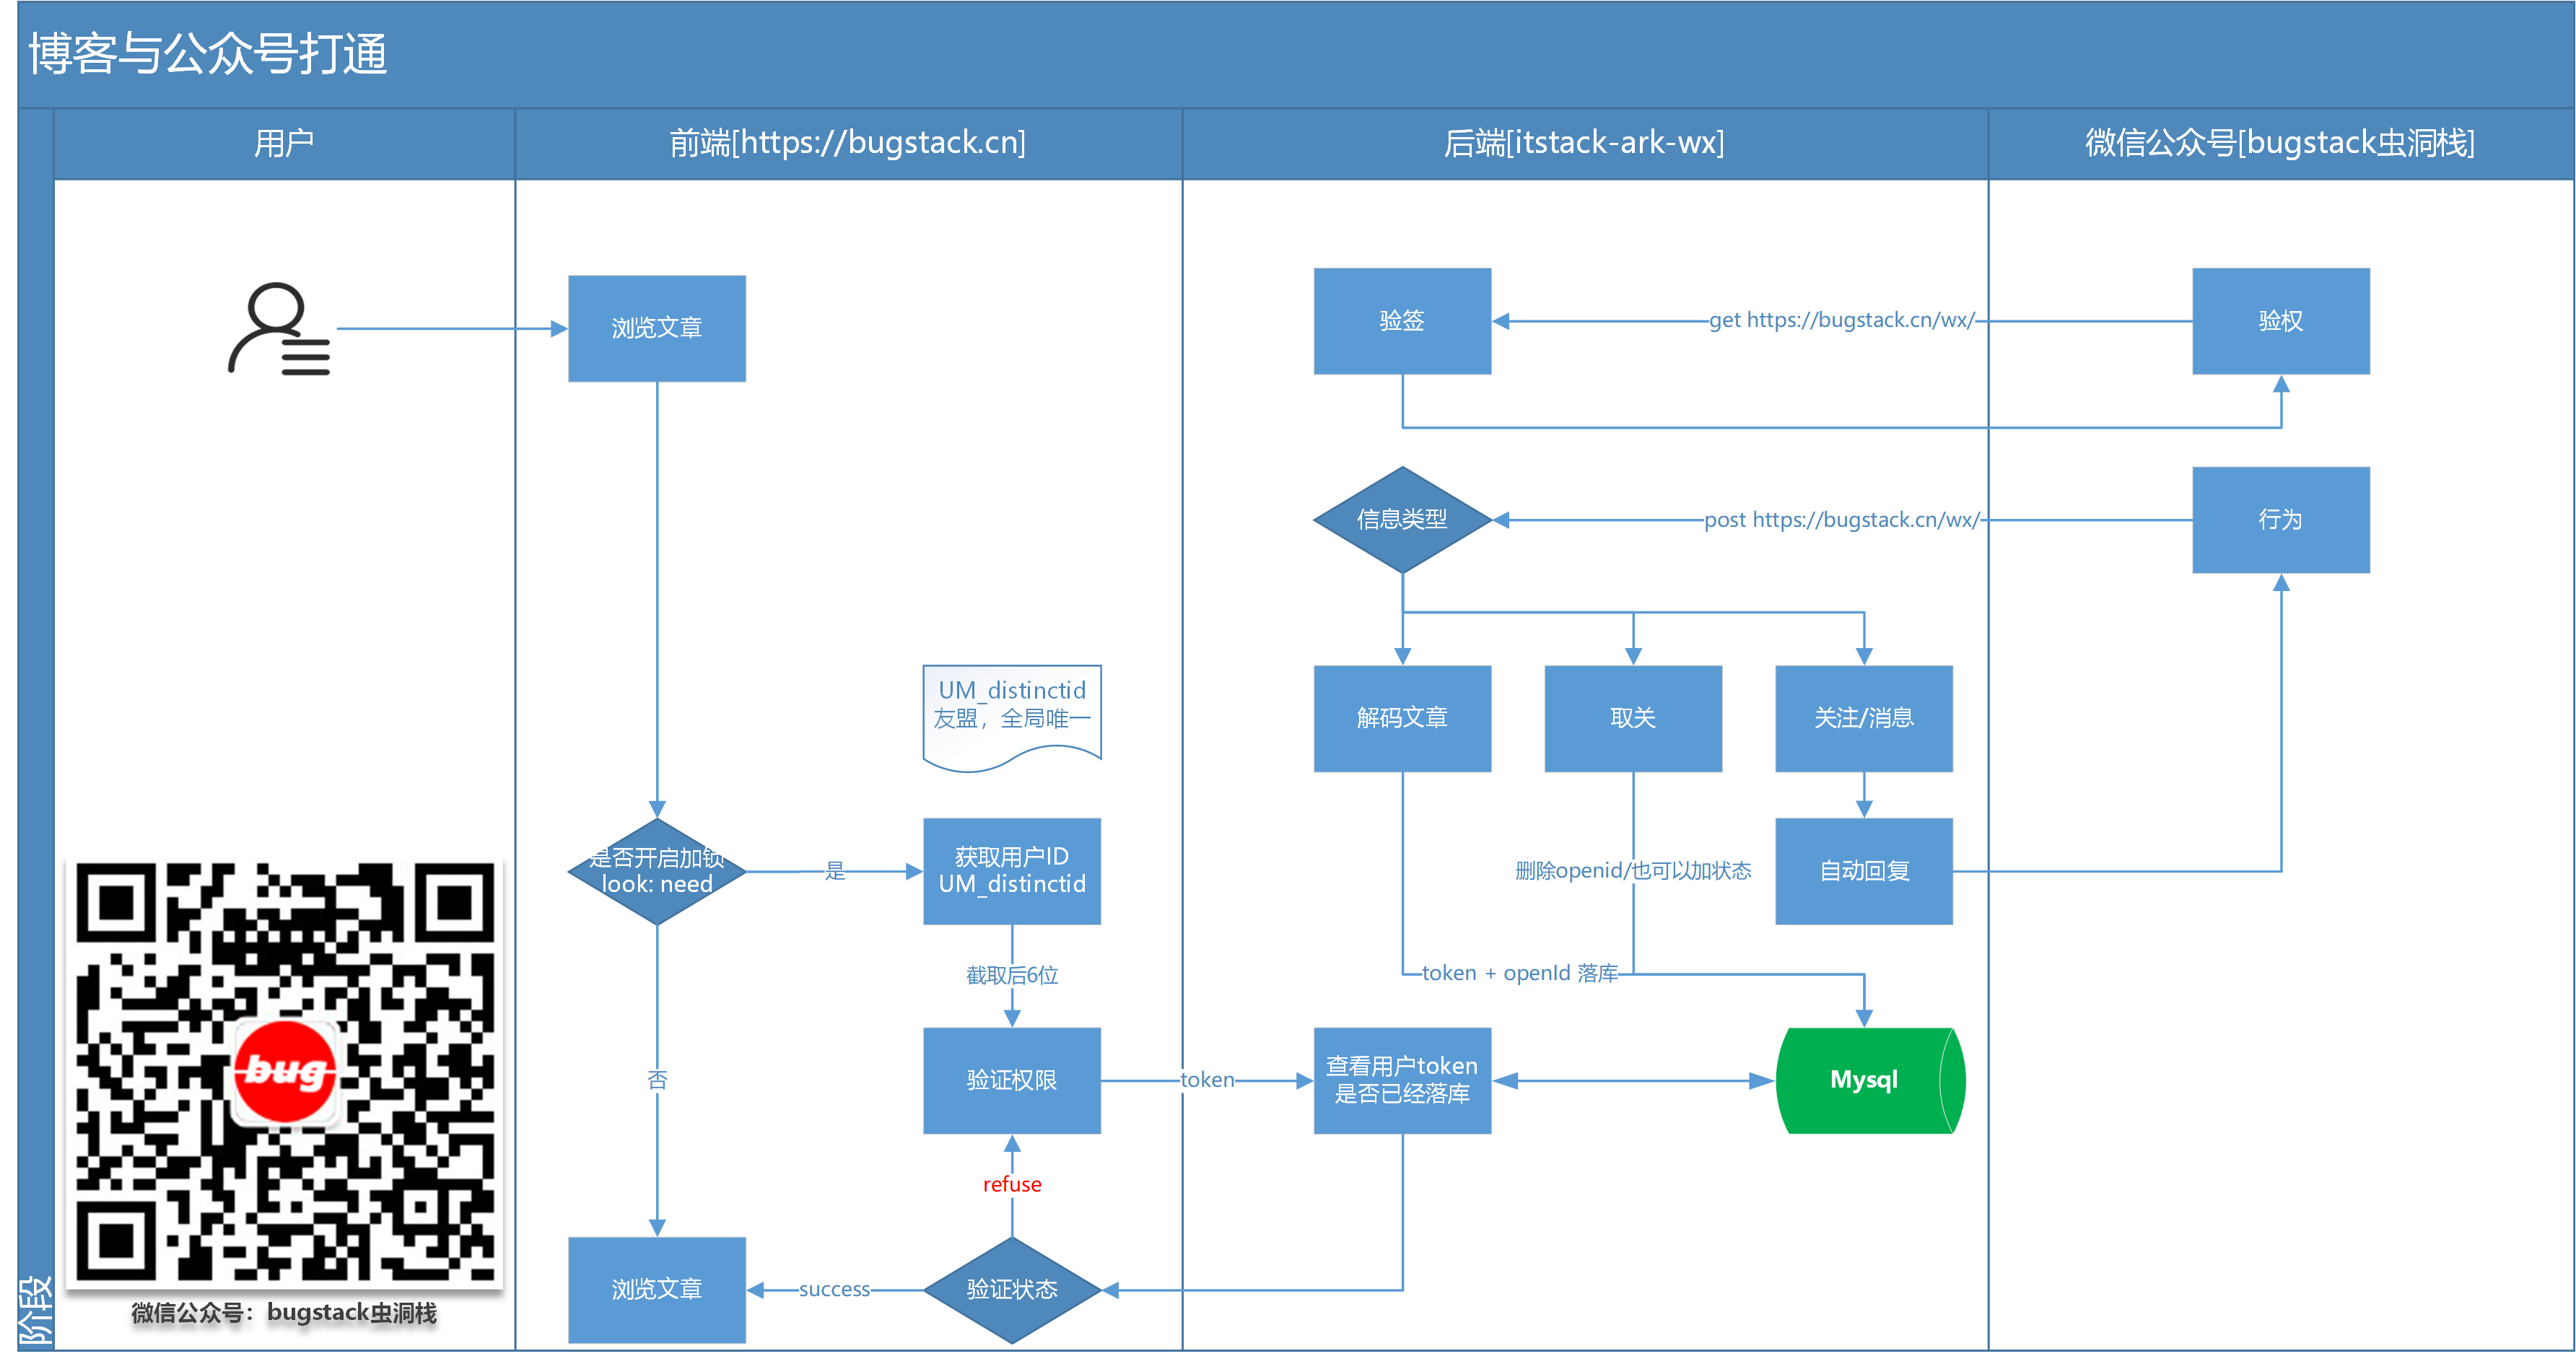 博客与公众号打通
用户
前端[https://bugstack.cn]
后端[itstack-ark-wx]
微信公众号[bugstack虫洞栈]
浏览文章
验签
get https://bugstack.cn/wx/
验权
信息类型
post https://bugstack.cn/wx/
行为
UM_distinctid
友盟，全局唯一
解码文章
取关
关注/消息
是否开启加锁
look: need
是
获取用户ID
UM_distinctid
删除openid/也可以加状态
自动回复
截取后6位
token + openId 落库
否
验证权限
token
查看用户token
是否已经落库
Mysql
bug
refuse
浏览文章
success
验证状态
微信公众号：bugstack虫洞栈
阶段